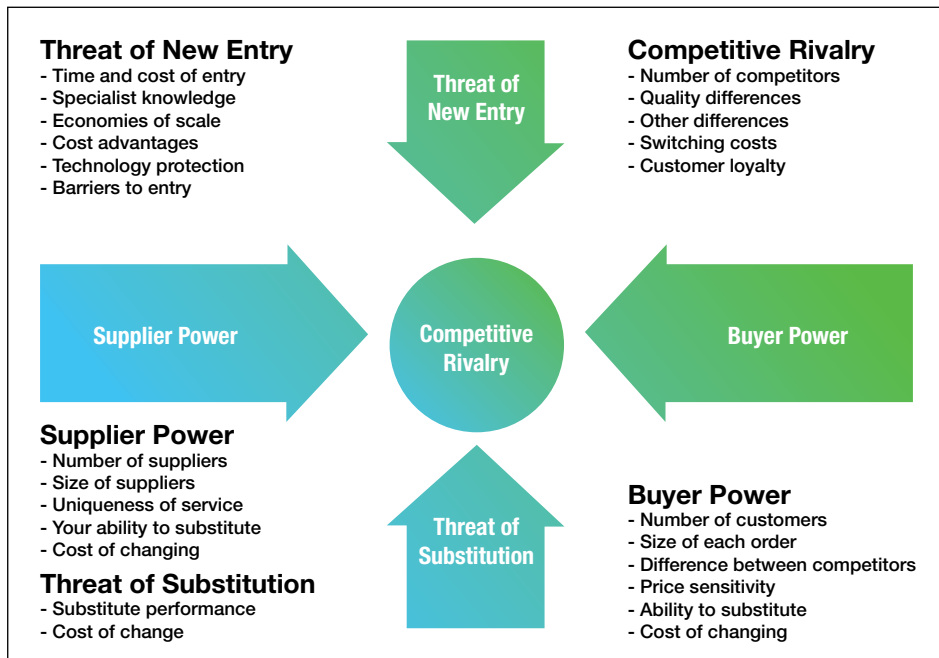 Threat of New Entry
- Time and cost of entry
- Specialist knowledge
- Economies of scale
- Cost advantages
- Technology protection
- Barriers to entry
Threat of
New Entry
Competitive Rivalry
- Number of competitors
- Quality differences
- Other differences
- Switching costs
- Customer loyalty
Supplier Power
Competitive
Rivalry
Buyer Power
Supplier Power
- Number of suppliers
- Size of suppliers
- Uniqueness of service
- Your ability to substitute
- Cost of changing
Threat of Substitution
- Substitute performance
- Cost of change
Threat of
Substitution
Buyer Power
- Number of customers
- Size of each order
- Difference between competitors
- Price sensitivity
- Ability to substitute
- Cost of changing